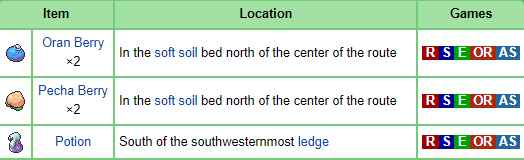 Item Location Games
Oran Berry ×2 In the soft soil bed north of the center of the route R S E OR AS
Pecha Berry ×2 In the soft soil bed north of the center of the route R S E OR AS
Potion South of the southwesternmost ledge R S E OR AS